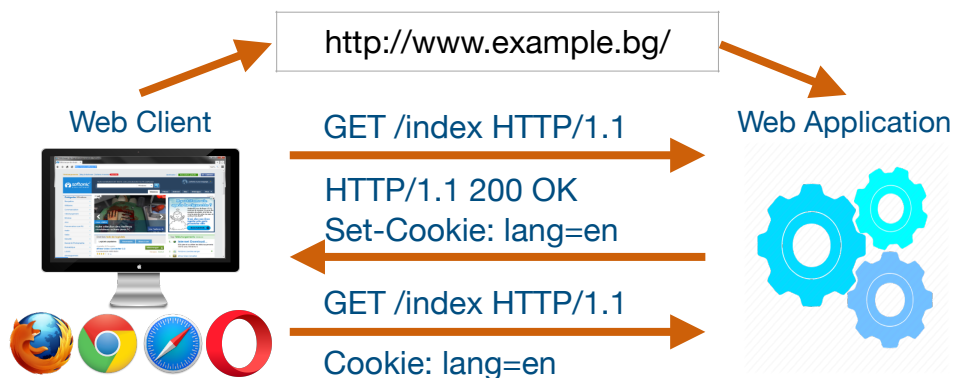 http://www.example.bg/
Web Client
Web Application
GET /index HTTP/1.1
HTTP/1.1 200 OK
Set-Cookie: lang=en
GET /index HTTP/1.1
Cookie: lang=en